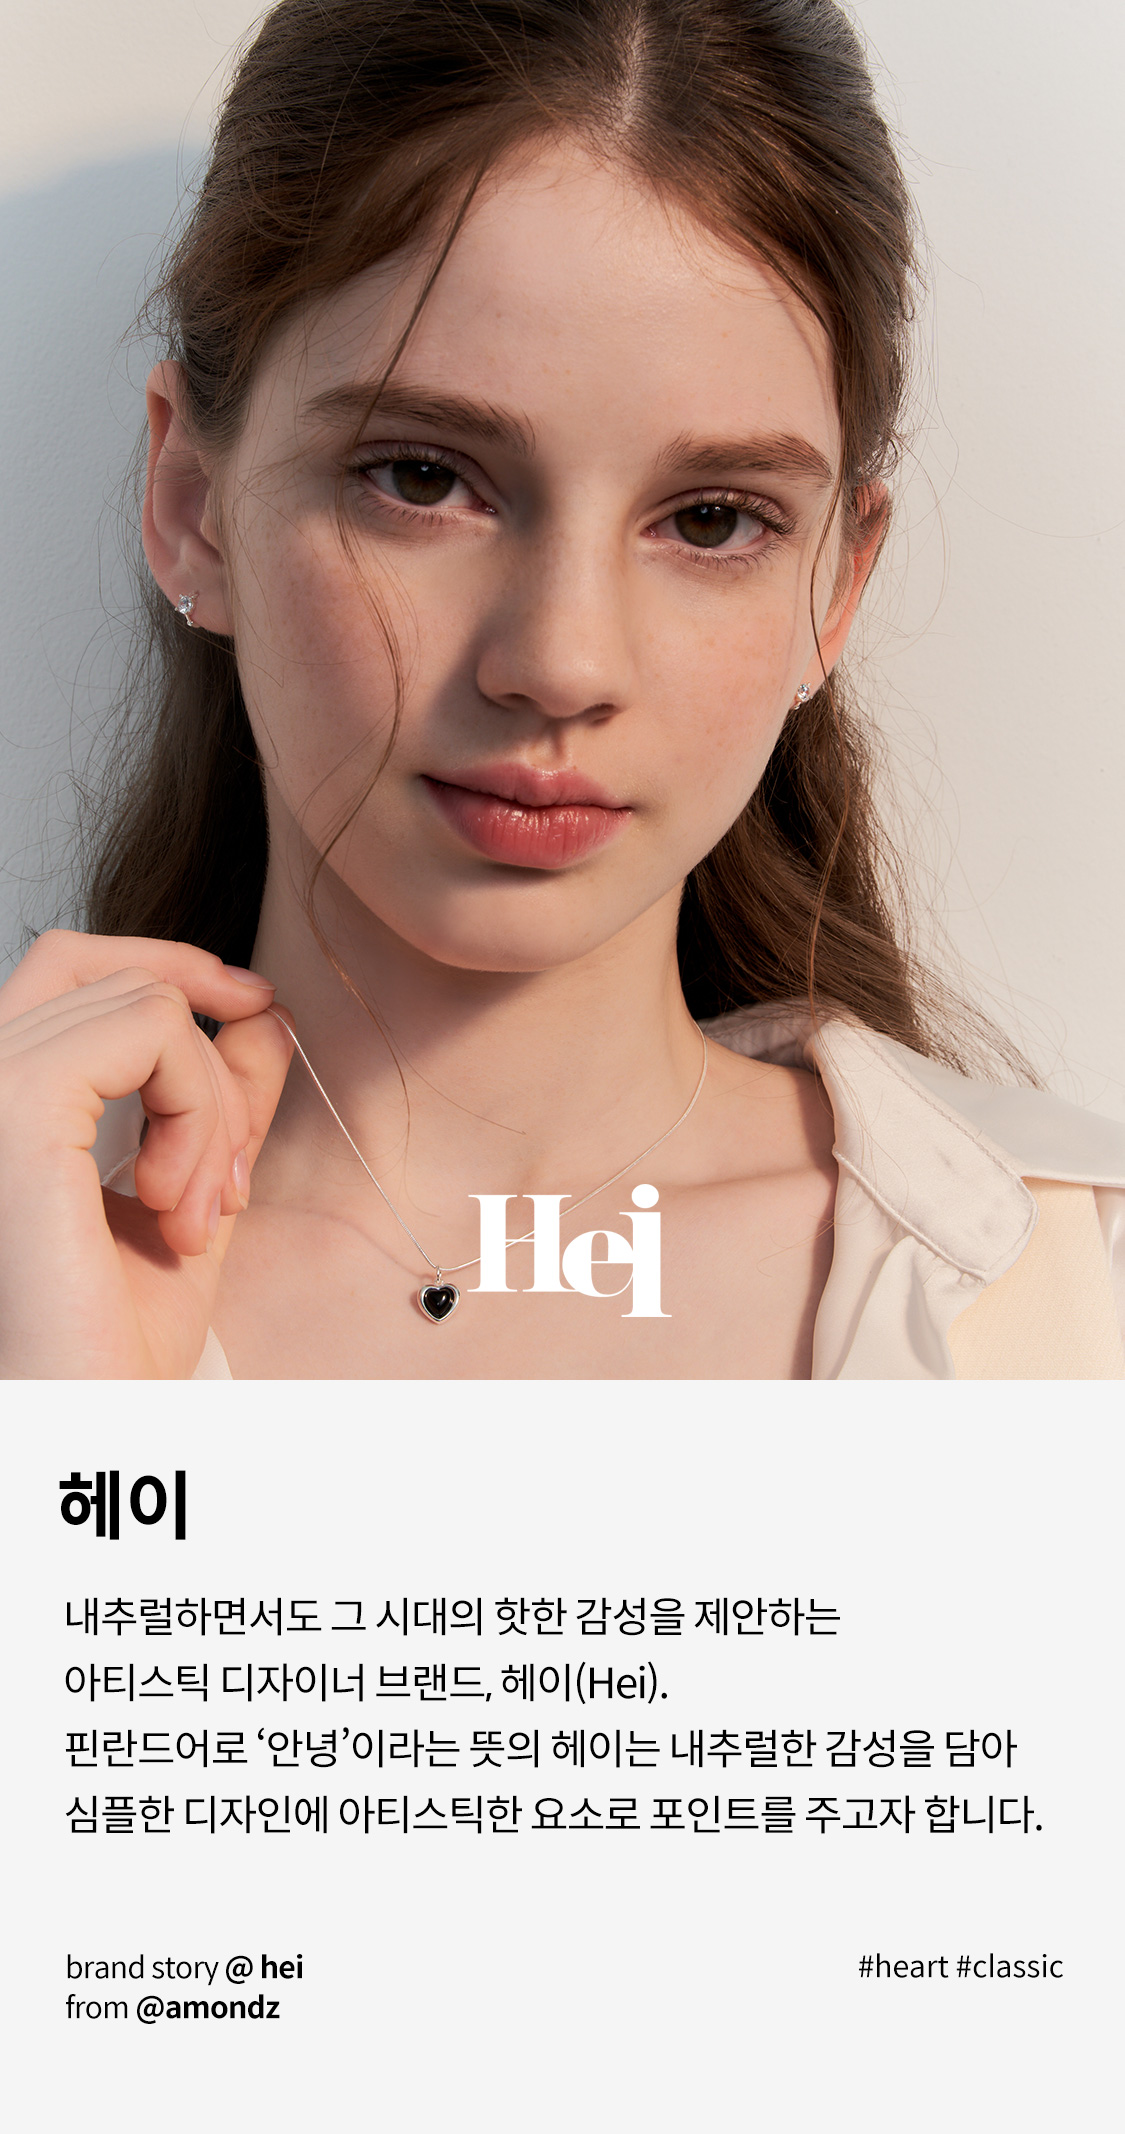 Hei
헤이
내추럴하면서도 그 시대의 핫한 감성을 제안하는
아티스틱 디자이너 브랜드, 헤이(Hei).
핀란드어로 ‘안녕’이라는 뜻의 헤이는 내추럴한 감성을 담아
심플한 디자인에 아티스틱한 요소로 포인트를 주고자 합니다.
brand story @ hei
from @amondz
#heart #classic